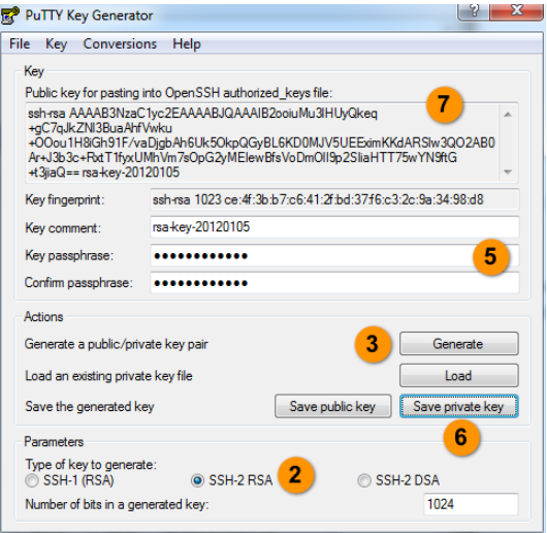 PuTTY Key Generator
? X
File Key Conversions Help
Key
Public key for pasting into OpenSSH authorized_keys file:
7
ssh-rsa AAAAB3NzaC1yc2EAAAABJQAAAIB2ooiuMu3lHUyQkeq
+gC7qJkZNI3BuaAhfVwku
+OOou1H8iGh91F/vaDjgbAh6Uk5OkpQGyBL6KD0MJV5UEEximKKdARSlw3QO2AB0
Ar+J3b3c+RxtT1fyxUMhVm7sOpG2yMElewBfsVoDmOlI9p2SliaHTT75wYN9ftG
+t3jiaQ== rsa-key-20120105
Key fingerprint: ssh-rsa 1023 ce:4f:3b:b7:c6:41:2f:bd:37:f6:c3:2c:9a:34:98:d8
Key comment: rsa-key-20120105
Key passphrase: ●●●●●●●●●●●●
5
Confirm passphrase: ●●●●●●●●●●●●
Actions
Generate a public/private key pair 3 Generate
Load an existing private key file Load
Save the generated key Save public key Save private key
6
Parameters
Type of key to generate:
SSH-1 (RSA) SSH-2 RSA 2 SSH-2 DSA
Number of bits in a generated key: 1024